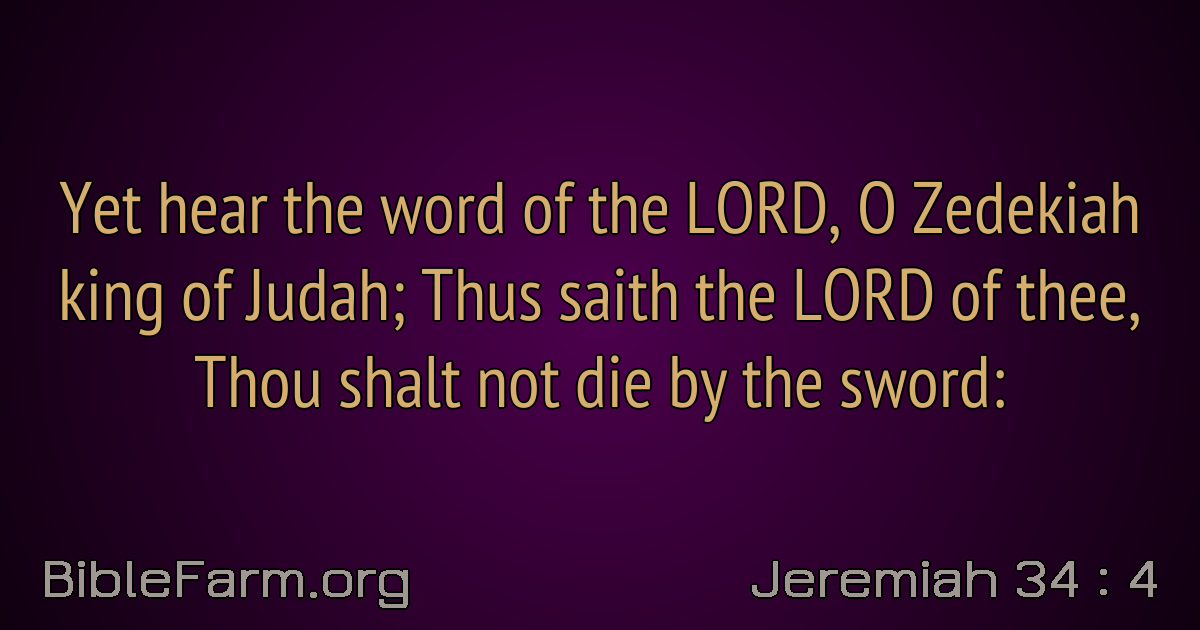 Yet hear the word of the LORD, O Zedekiah
king of Judah; Thus saith the LORD of thee,
Thou shalt not die by the sword:
BibleFarm.org
Jeremiah 34 : 4